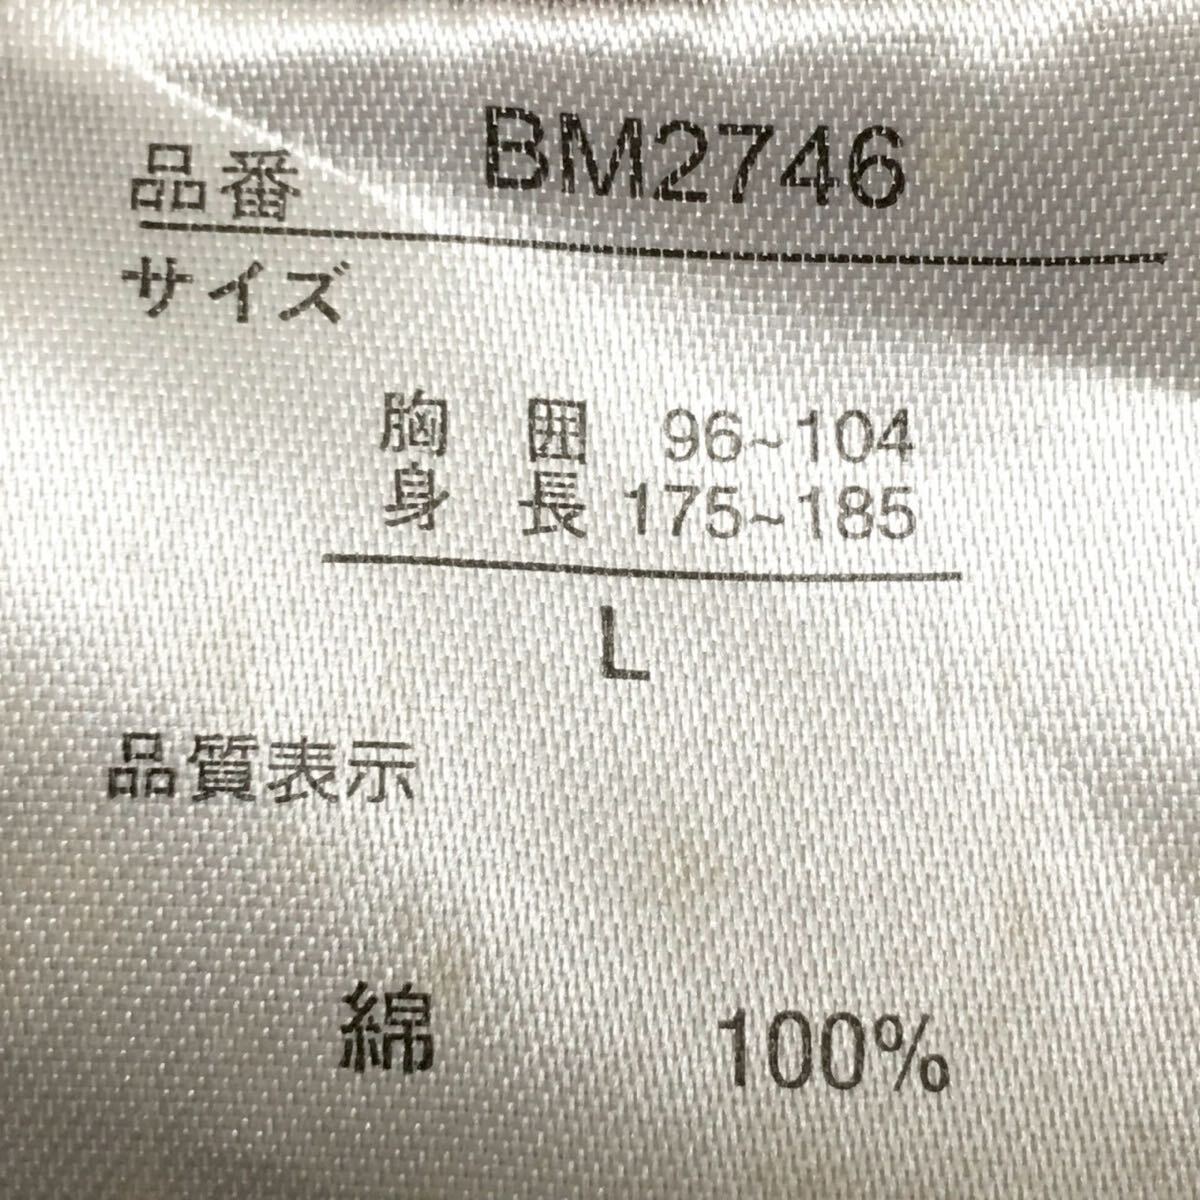 品番 BM2746
サイズ
胸 囲 96~104
身 長 175~185
L
品質表示
綿 100%